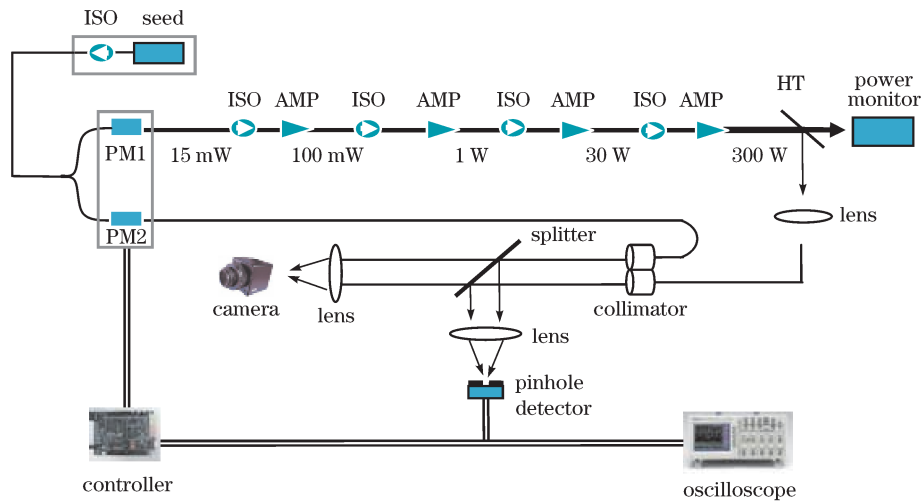 ISO seed
HT
power
monitor
ISO AMP ISO AMP ISO AMP ISO AMP
PM1
15 mW 100 mW 1 W 30 W 300 W
PM2
lens
splitter
camera
lens
collimator
lens
pinhole
detector
controller
oscilloscope